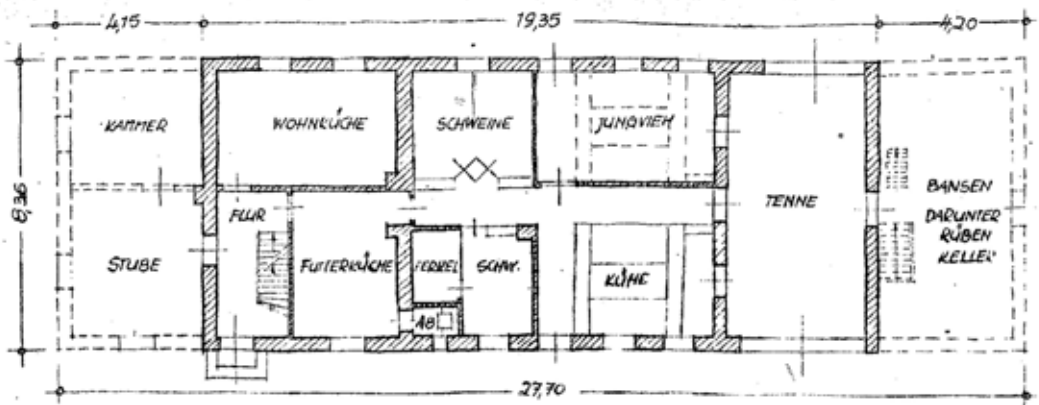 4,15 19,35 4,20
KAMMER WOHNKÜCHE SCHWEINE JUNGVIEH
8,36
FLUR TENNE BANSEN
DARUNTER
RÜBEN
KELLER
STUBE FUTTERKÜCHE FERKEL SCHW. KÜHE
AB
27,70